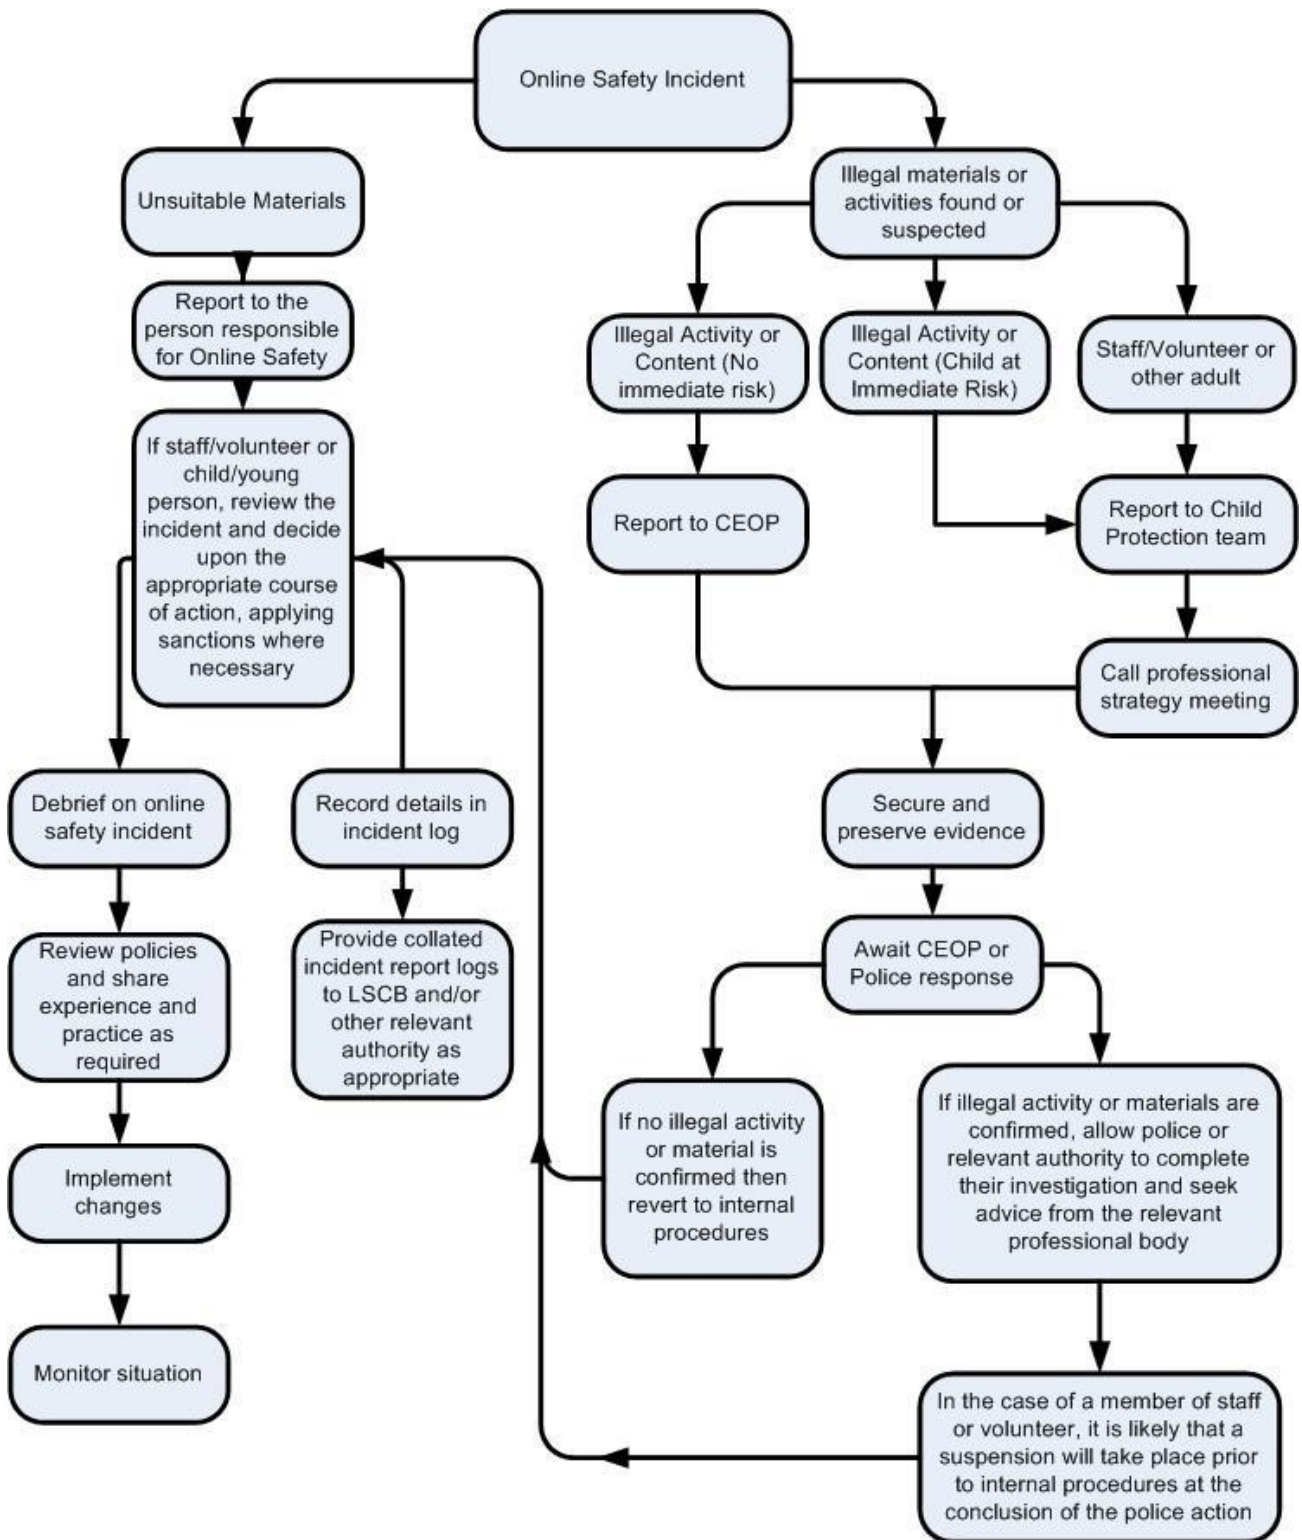 Online Safety Incident
Unsuitable Materials
Illegal materials or
activities found or
suspected
Report to the
person responsible
for Online Safety
Illegal Activity or
Content (No
immediate risk)
Illegal Activity or
Content (Child at
Immediate Risk)
Staff/Volunteer or
other adult
If staff/volunteer or
child/young
person, review the
incident and decide
upon the
appropriate course
of action, applying
sanctions where
necessary
Report to CEOP
Report to Child
Protection team
Call professional
strategy meeting
Debrief on online
safety incident
Record details in
incident log
Secure and
preserve evidence
Review policies
and share
experience and
practice as
required
Provide collated
incident report logs
to LSCB and/or
other relevant
authority as
appropriate
Await CEOP or
Police response
If no illegal activity
or material is
confirmed then
revert to internal
procedures
If illegal activity or materials are
confirmed, allow police or
relevant authority to complete
their investigation and seek
advice from the relevant
professional body
Implement
changes
Monitor situation
In the case of a member of staff
or volunteer, it is likely that a
suspension will take place prior
to internal procedures at the
conclusion of the police action